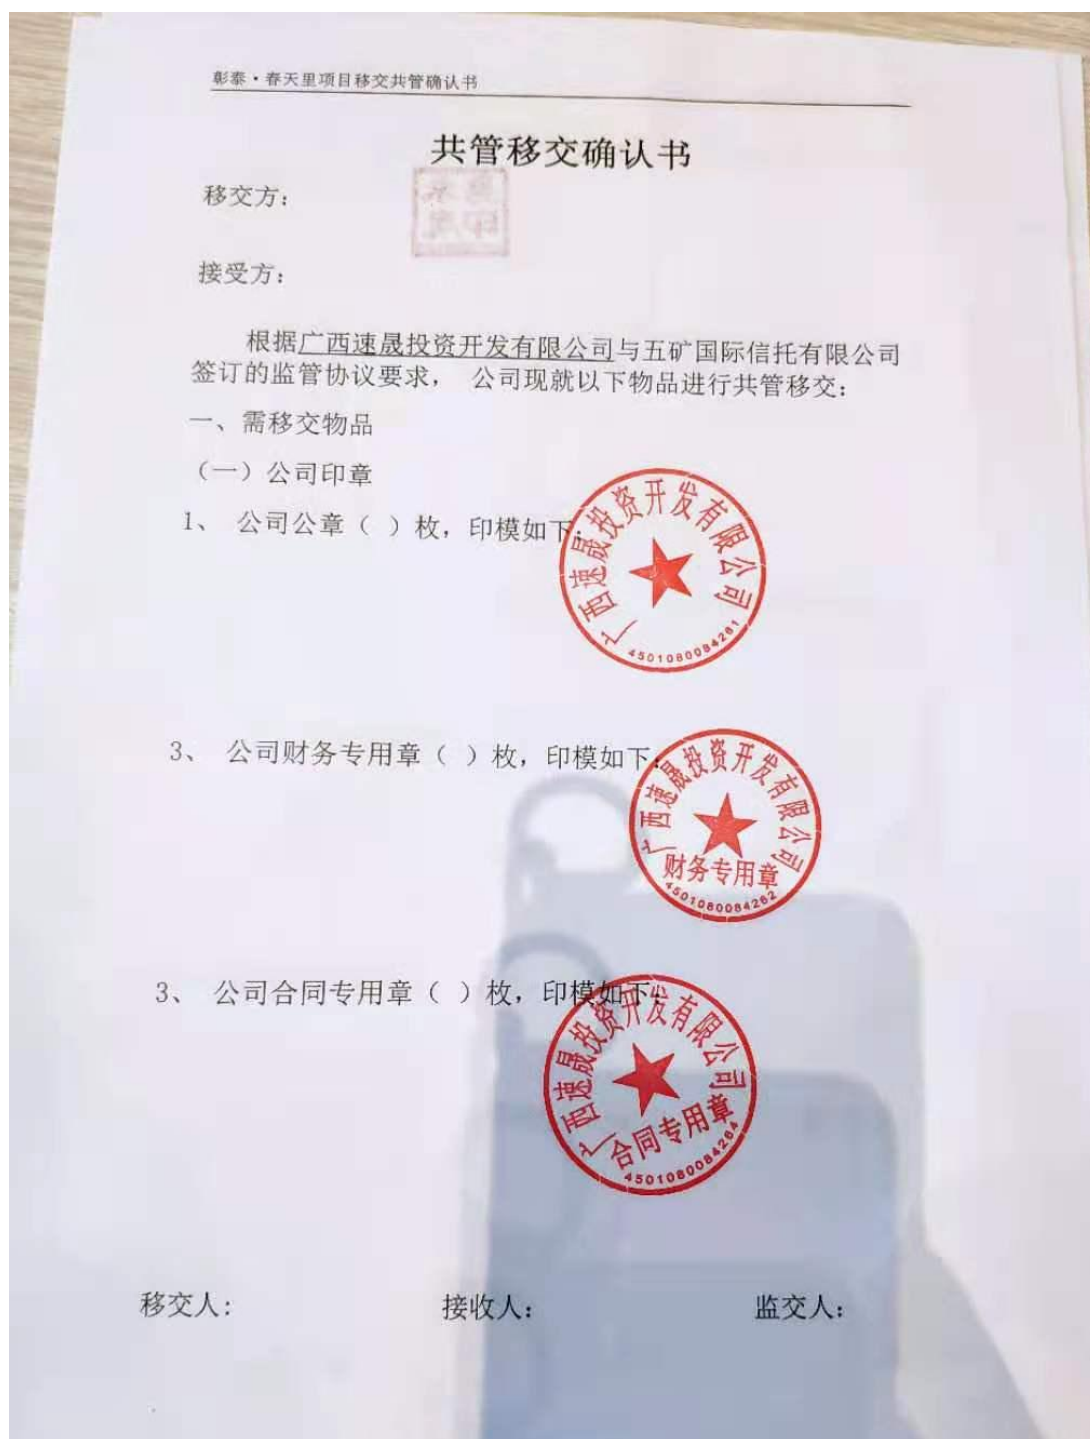 彰泰·春天里项目移交共管确认书
共管移交确认书
移交方：
接受方：
根据广西速晟投资开发有限公司与五矿国际信托有限公司
签订的监管协议要求， 公司现就以下物品进行共管移交：
一、需移交物品
（一）公司印章
1、 公司公章（ ）枚，印模如下：
广西速晟投资开发有限公司
4501080084261
3、 公司财务专用章（ ）枚，印模如下：
广西速晟投资开发有限公司
财务专用章
4501080084262
3、 公司合同专用章（ ）枚，印模如下：
广西速晟投资开发有限公司
合同专用章
4501080084264
移交人： 接收人： 监交人：